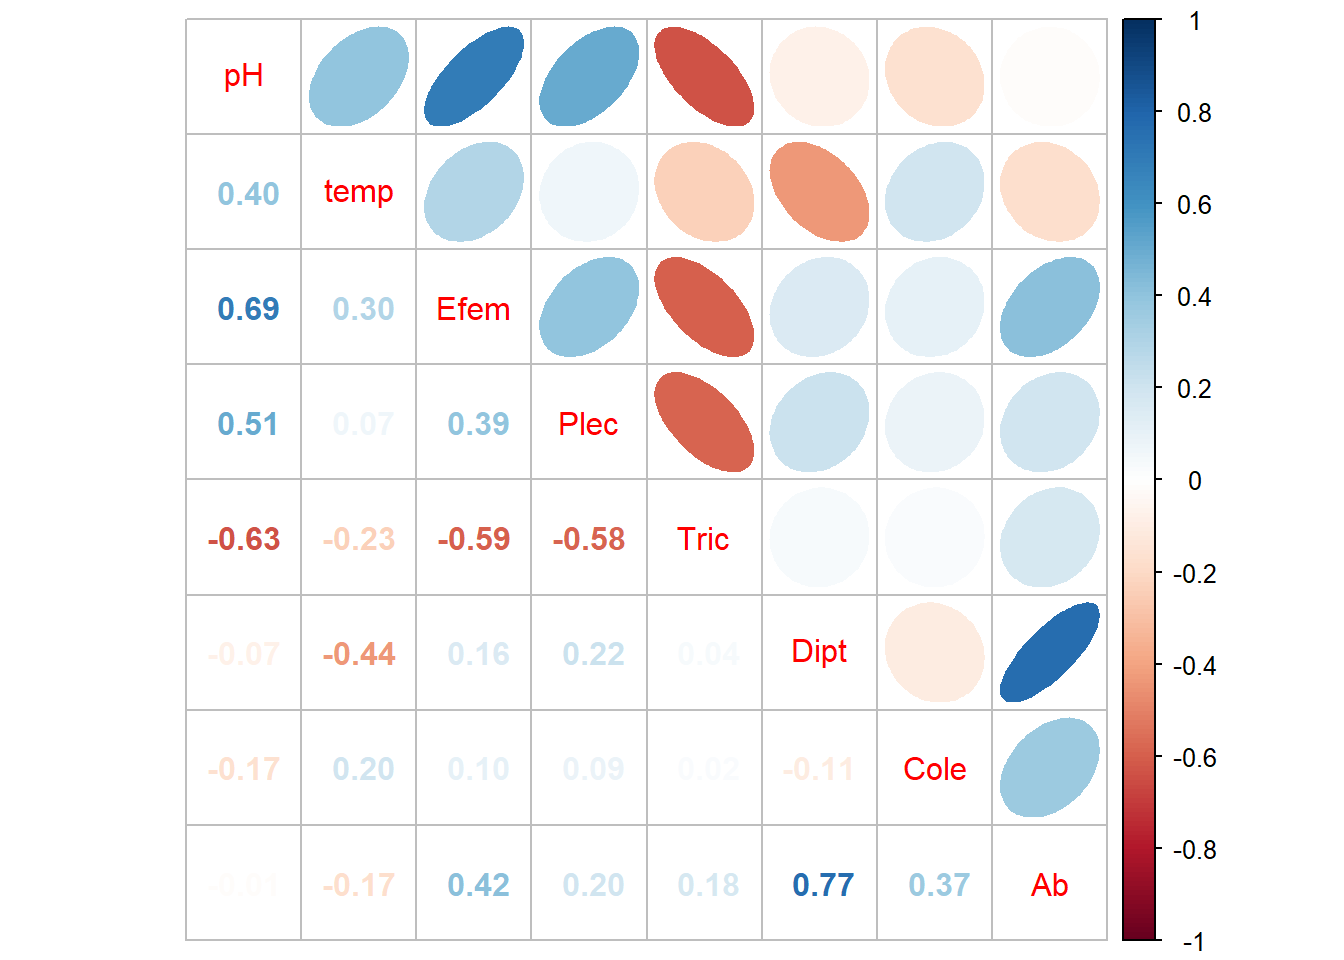 pH
0.40 temp
0.69 0.30 Efem
0.51 0.07 0.39 Plec
-0.63 -0.23 -0.59 -0.58 Tric
-0.07 -0.44 0.16 0.22 0.04 Dipt
-0.17 0.20 0.10 0.09 0.02 -0.11 Cole
-0.01 -0.17 0.42 0.20 0.18 0.77 0.37 Ab
1
0.8
0.6
0.4
0.2
0
-0.2
-0.4
-0.6
-0.8
-1